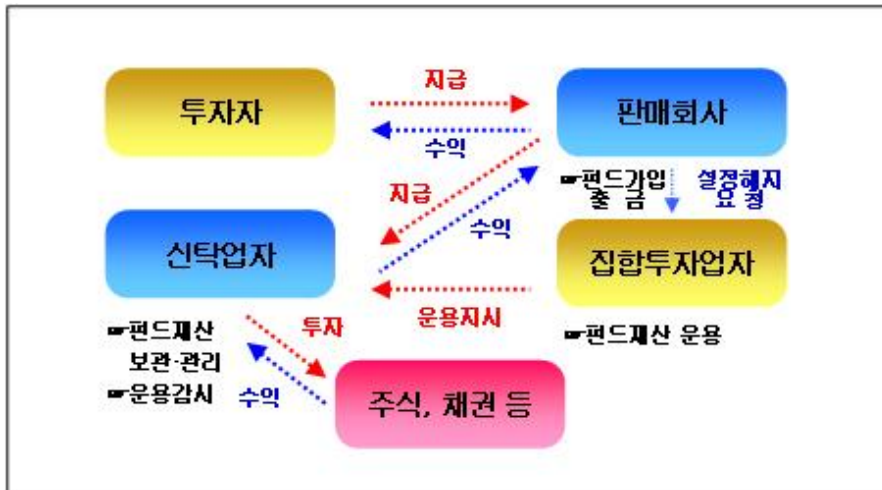 지급
투자자
판매회사
수익
☞펀드가입
출 금
설정해지
요 청
지급
수익
신탁업자
집합투자업자
운용지시
☞펀드재산
보관·관리
☞운용감시
투자
☞펀드재산 운용
수익
주식, 채권 등